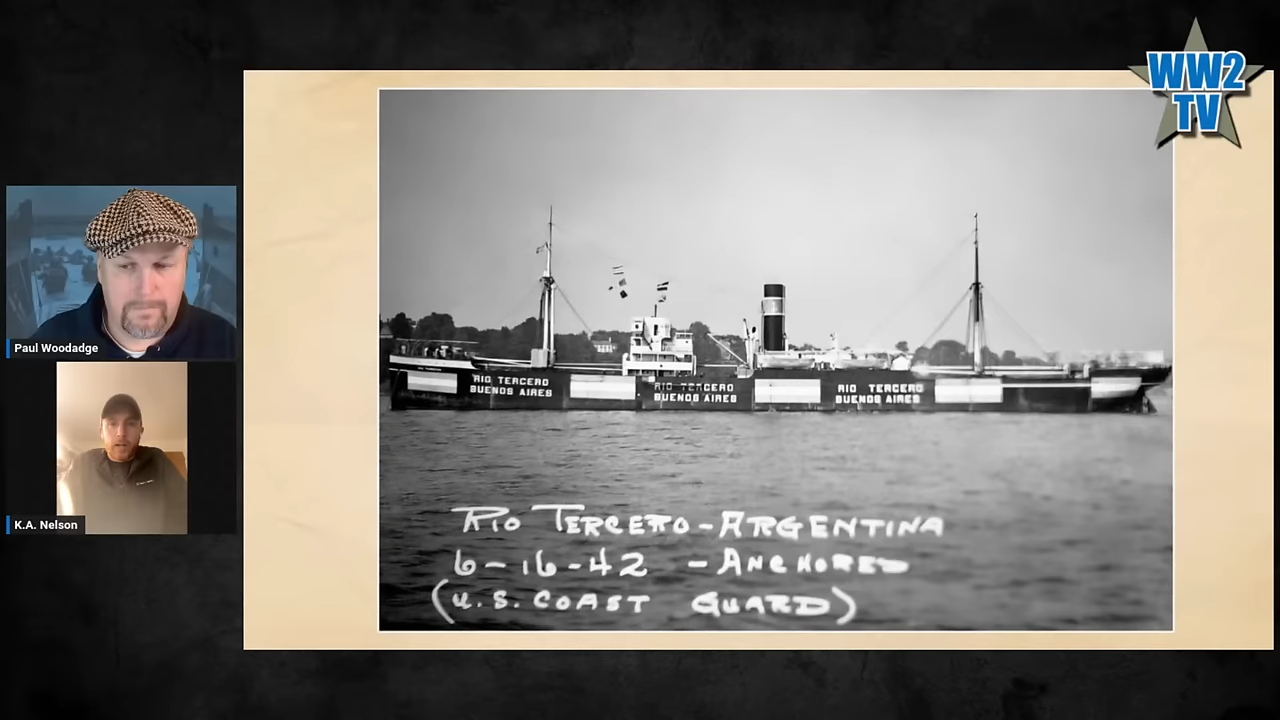 WW2
TV
Paul Woodadge
K.A. Nelson
RIO TERCERO
BUENOS AIRES
RIO TERCERO
BUENOS AIRES
RIO TERCERO
BUENOS AIRES
RIO TERCERO - ARGENTINA
6-16-42 - ANCHORED
(U.S. COAST GUARD)